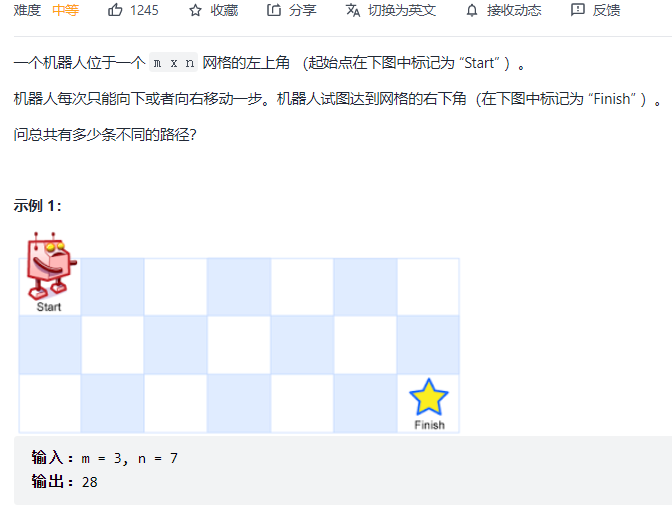 难度 中等 1245 收藏 分享 切换为英文 接收动态 反馈
一个机器人位于一个 m x n 网格的左上角 （起始点在下图中标记为 “Start” ）。
机器人每次只能向下或者向右移动一步。机器人试图达到网格的右下角（在下图中标记为 “Finish” ）。
问总共有多少条不同的路径？
示例 1：
Start
Finish
输入：m = 3, n = 7
输出：28